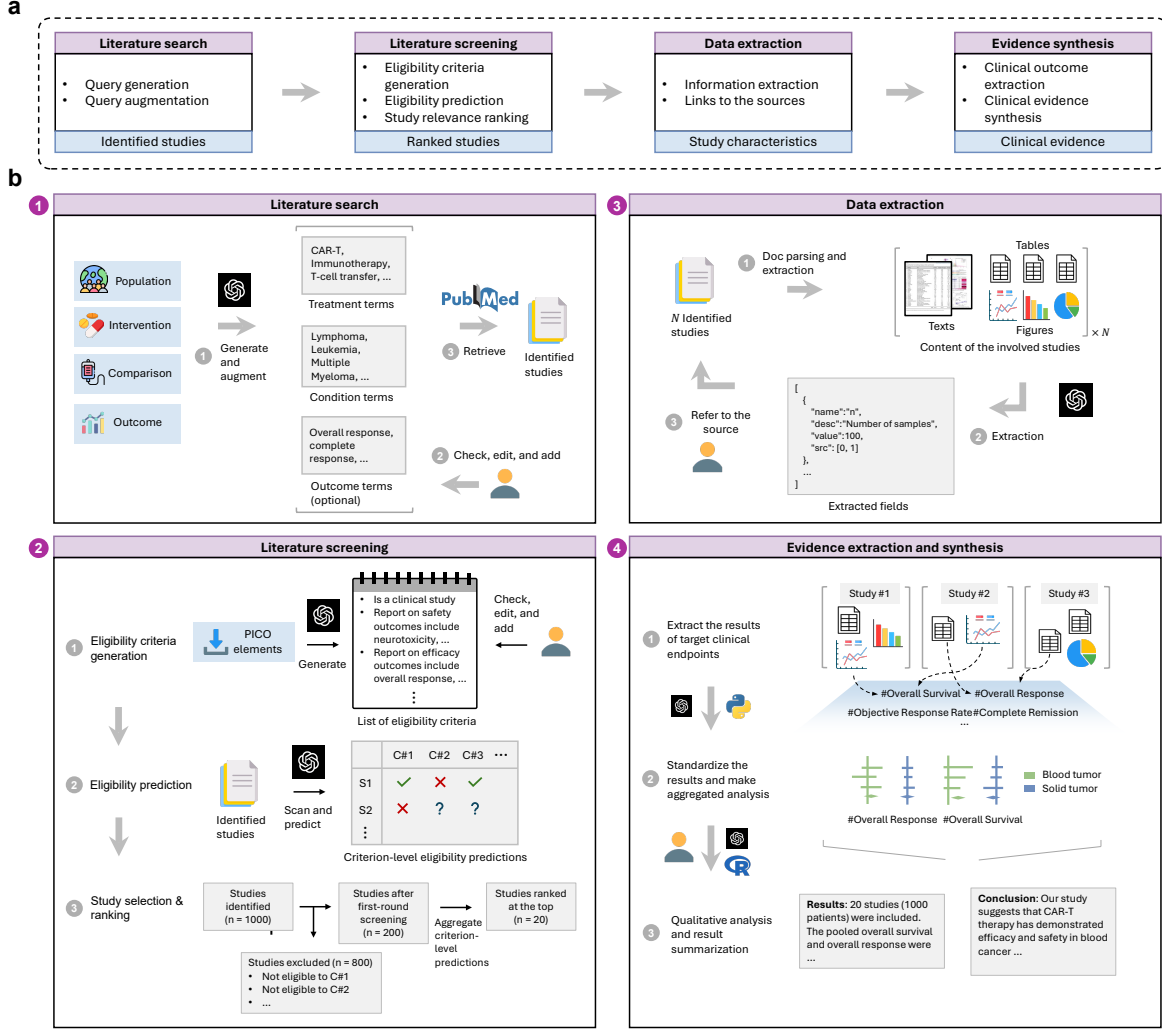 a
Literature search
• Query generation
• Query augmentation
Identified studies
Literature screening
• Eligibility criteria
generation
• Eligibility prediction
• Study relevance ranking
Ranked studies
Data extraction
• Information extraction
• Links to the sources
Study characteristics
Evidence synthesis
• Clinical outcome
extraction
• Clinical evidence
synthesis
Clinical evidence
b
1
Literature search
Population
Intervention
Comparison
Outcome
1 Generate
and
augment
CAR-T,
Immunotherapy,
T-cell transfer, ...
Treatment terms
Lymphoma,
Leukemia,
Multiple
Myeloma, ...
Condition terms
Overall response,
complete
response, ...
Outcome terms
(optional)
PubMed
3 Retrieve
Identified
studies
2 Check, edit, and add
3
Data extraction
N Identified
studies
1 Doc parsing and
extraction
Tables
Texts
Figures
× N
Content of the involved studies
2 Extraction
[
{
"name":"n",
"desc":"Number of samples",
"value":100,
"src": [0, 1]
},
...
]
Extracted fields
3 Refer to the
source
2
Literature screening
1 Eligibility criteria
generation
PICO
elements
Generate
• Is a clinical study
• Report on safety
outcomes include
neurotoxicity, ...
• Report on efficacy
outcomes include
overall response, ...
⋮
List of eligibility criteria
Check,
edit, and
add
2 Eligibility prediction
Identified
studies
Scan and
predict
C#1 C#2 C#3 ...
S1 ✓ ✕ ✓
S2 ✕ ? ?
⋮
Criterion-level eligibility predictions
3 Study selection &
ranking
Studies
identified
(n = 1000)
Studies after
first-round
screening
(n = 200)
Aggregate
criterion-
level
predictions
Studies ranked
at the top
(n = 20)
Studies excluded (n = 800)
• Not eligible to C#1
• Not eligible to C#2
• ...
4
Evidence extraction and synthesis
1 Extract the results
of target clinical
endpoints
Study #1
Study #2
Study #3
#Overall Survival #Overall Response
#Objective Response Rate#Complete Remission
...
2 Standardize the
results and make
aggregated analysis
Blood tumor
Solid tumor
#Overall Response #Overall Survival
R
3 Qualitative analysis
and result
summarization
Results: 20 studies (1000
patients) were included.
The pooled overall survival
and overall response were
...
Conclusion: Our study
suggests that CAR-T
therapy has demonstrated
efficacy and safety in blood
cancer ...